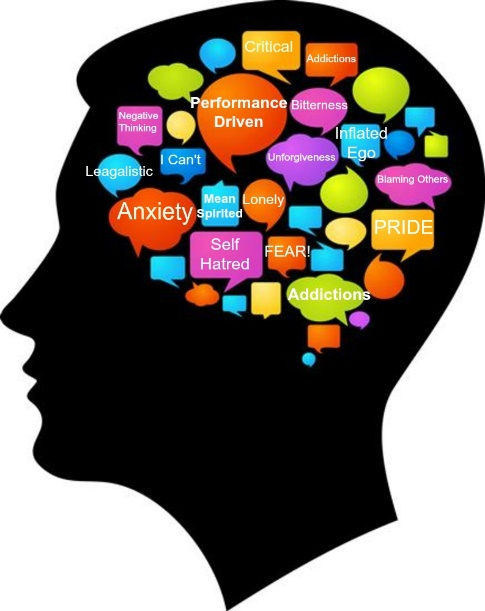 Critical
Addictions
Performance
Driven
Bitterness
Negative
Thinking
Inflated
Ego
I Can't
Unforgiveness
Leagalistic
Blaming Others
Mean
Spirited
Lonely
Anxiety
PRIDE
Self
Hatred
FEAR!
Addictions